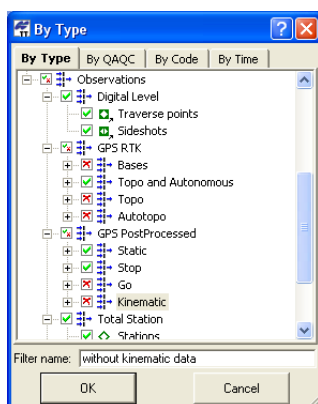 By Type
By Type By QAQC By Code By Time
Observations
Digital Level
Traverse points
Sideshots
GPS RTK
Bases
Topo and Autonomous
Topo
Autotopo
GPS PostProcessed
Static
Stop
Go
Kinematic
Total Station
Stations
Filter name: without kinematic data
OK Cancel